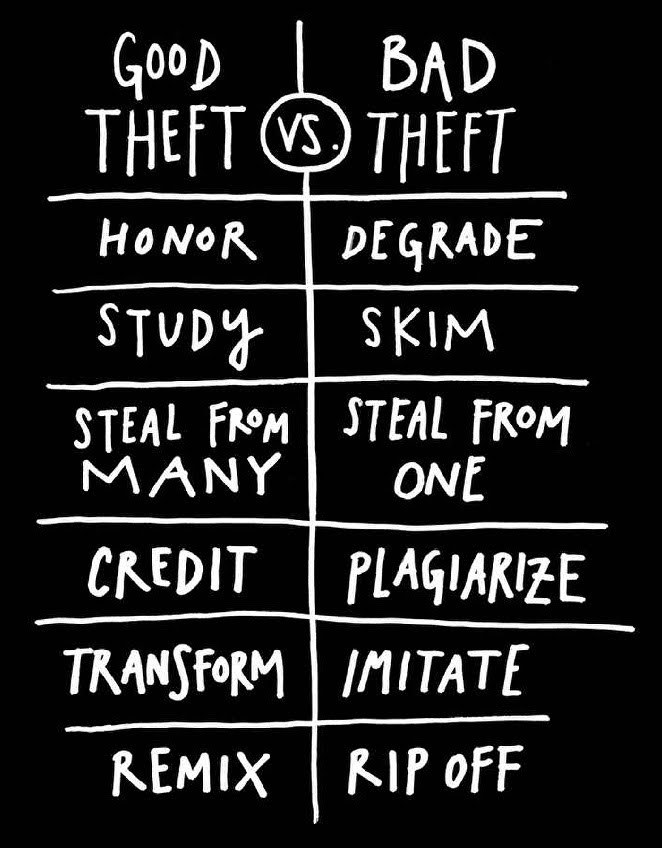 GOOD THEFT VS. BAD THEFT
HONOR DEGRADE
STUDY SKIM
STEAL FROM MANY STEAL FROM ONE
CREDIT PLAGIARIZE
TRANSFORM IMITATE
REMIX RIP OFF